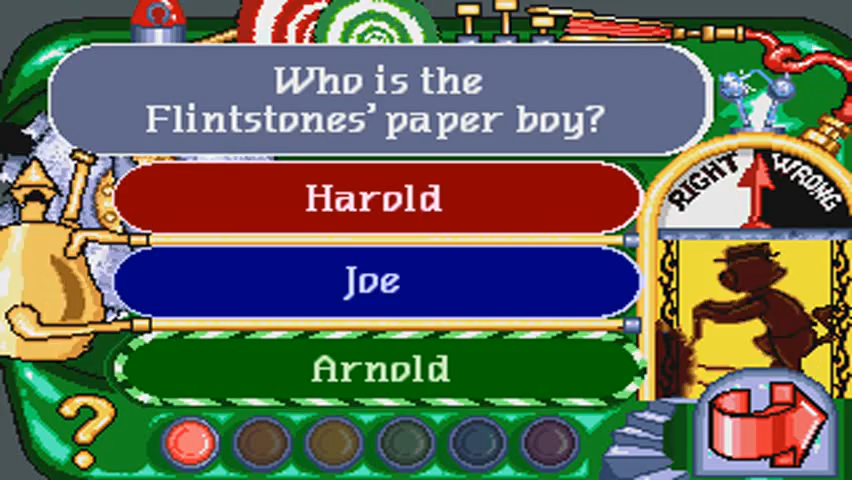 Who is the
Flintstones' paper boy?
RIGHT
WRONG
Harold
Joe
Arnold
?